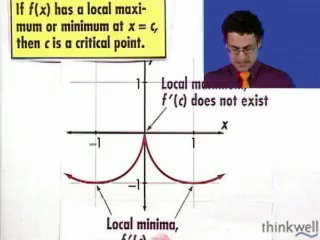 If f(x) has a local maxi-
mum or minimum at x = c,
then c is a critical point.
1
Local
f′(c) does not exist
x
−1
1
−1
Local minima,
thinkwell